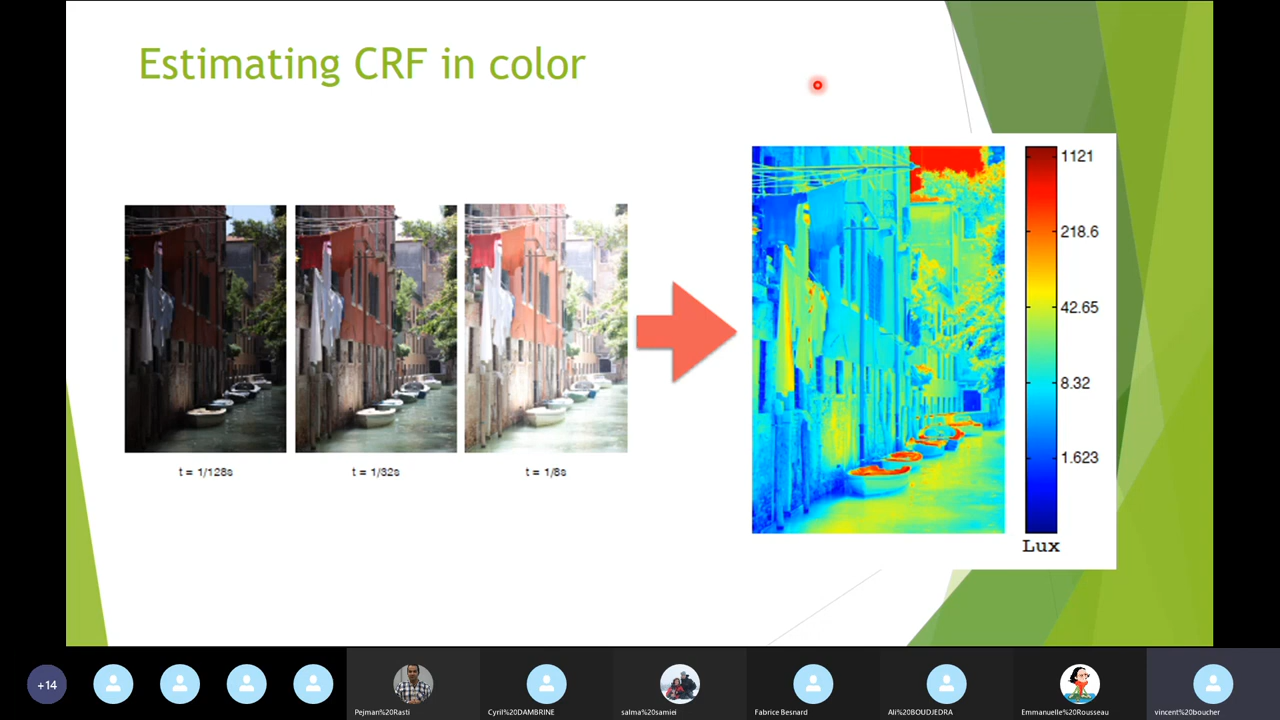 Estimating CRF in color
t = 1/128s
t = 1/32s
t = 1/8s
1121
218.6
42.65
8.32
1.623
Lux
+14
Pejman%20Rasti
Cyril%20DAMBRINE
salma%20samiei
Fabrice Besnard
Ali%20BOUDJEDRA
Emmanuelle%20Rousseau
vincent%20boucher